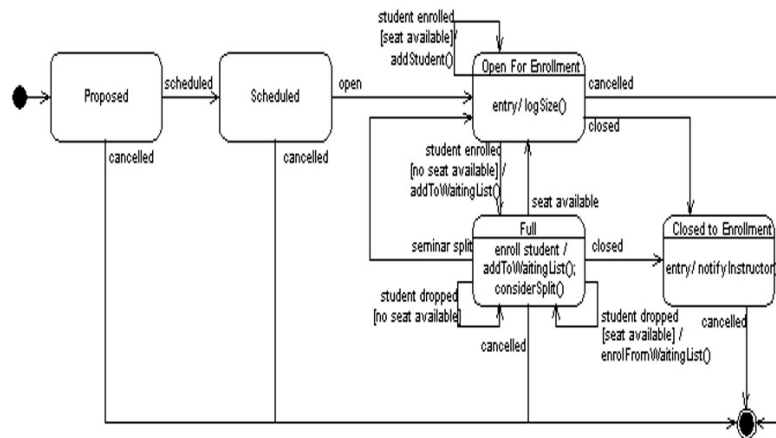 student enrolled
[seat available] /
addStudent()
Open For Enrollment
entry/ logSize()
Proposed
scheduled
Scheduled
open
cancelled
closed
cancelled
cancelled
student enrolled
[no seat available] /
addToWaitingList()
seat available
Full
enroll student /
addToWaitingList();
considerSplit()
seminar split
closed
Closed to Enrollment
entry/ notifyInstructor
student dropped
[no seat available]
student dropped
[seat available] /
enrolFromWaitingList()
cancelled
cancelled